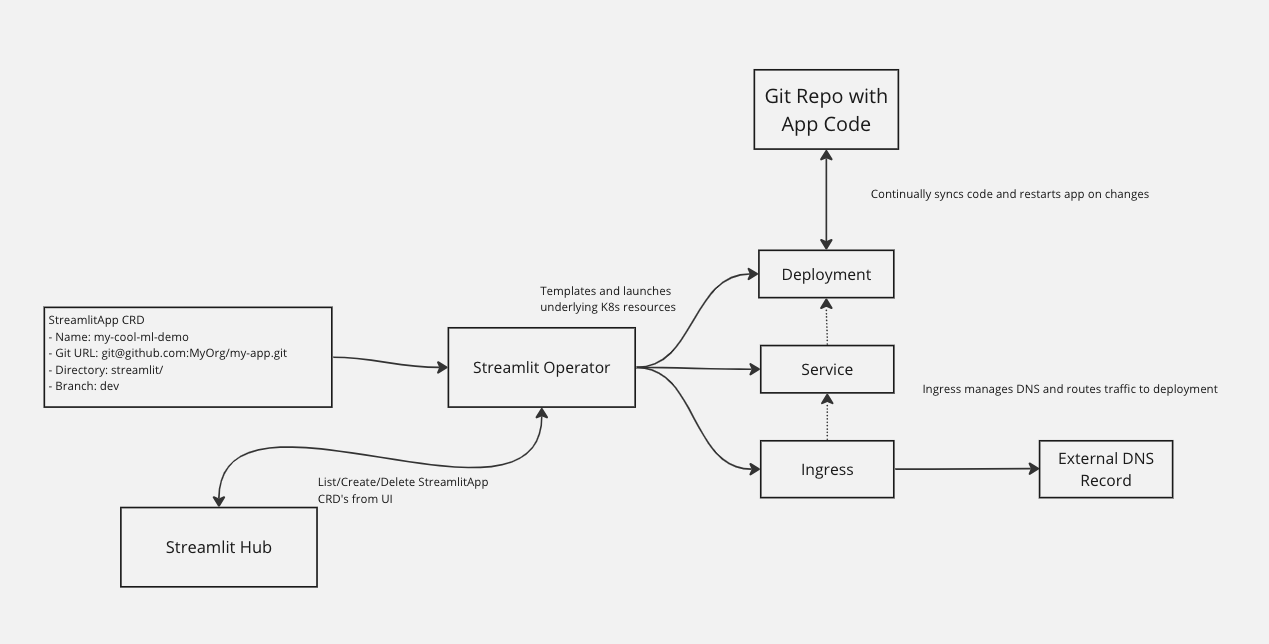 Git Repo with
App Code
Continually syncs code and restarts app on changes
Deployment
Templates and launches
underlying K8s resources
StreamlitApp CRD
- Name: my-cool-ml-demo
- Git URL: git@github.com:MyOrg/my-app.git
- Directory: streamlit/
- Branch: dev
Streamlit Operator
Service
Ingress manages DNS and routes traffic to deployment
Ingress
External DNS
Record
List/Create/Delete StreamlitApp
CRD's from UI
Streamlit Hub